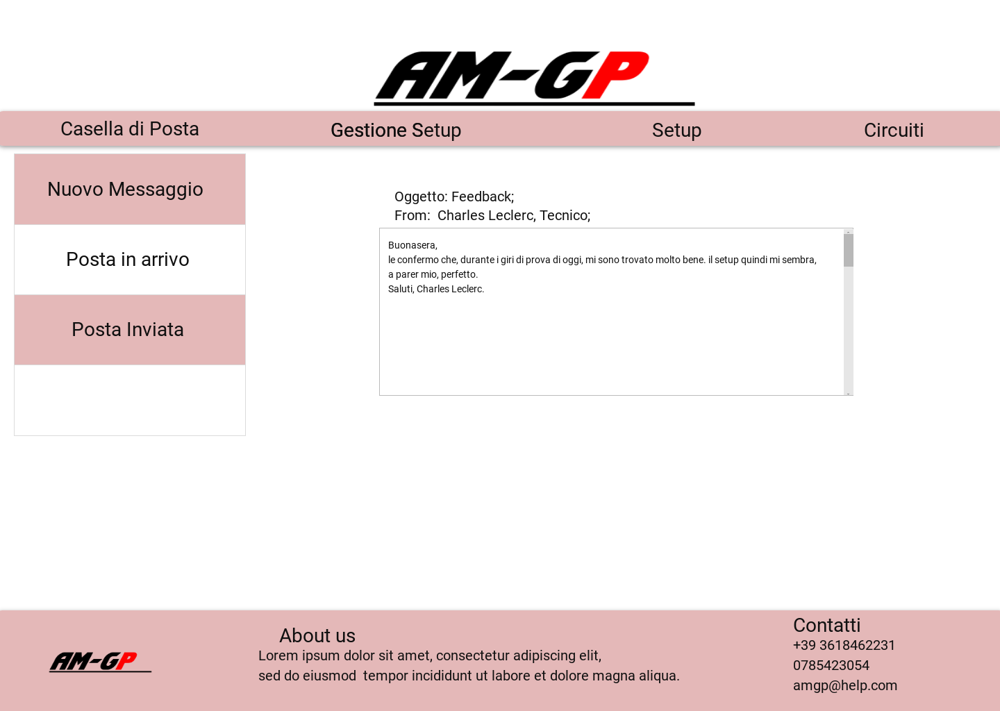 AM-GP
Casella di Posta
Gestione Setup
Setup
Circuiti
Nuovo Messaggio
Posta in arrivo
Posta Inviata
Oggetto: Feedback;
From:  Charles Leclerc, Tecnico;
Buonasera,
le confermo che, durante i giri di prova di oggi, mi sono trovato molto bene. il setup quindi mi sembra,
a parer mio, perfetto.
Saluti, Charles Leclerc.
AM-GP
About us
Lorem ipsum dolor sit amet, consectetur adipiscing elit,
sed do eiusmod  tempor incididunt ut labore et dolore magna aliqua.
Contatti
+39 3618462231
0785423054
amgp@help.com